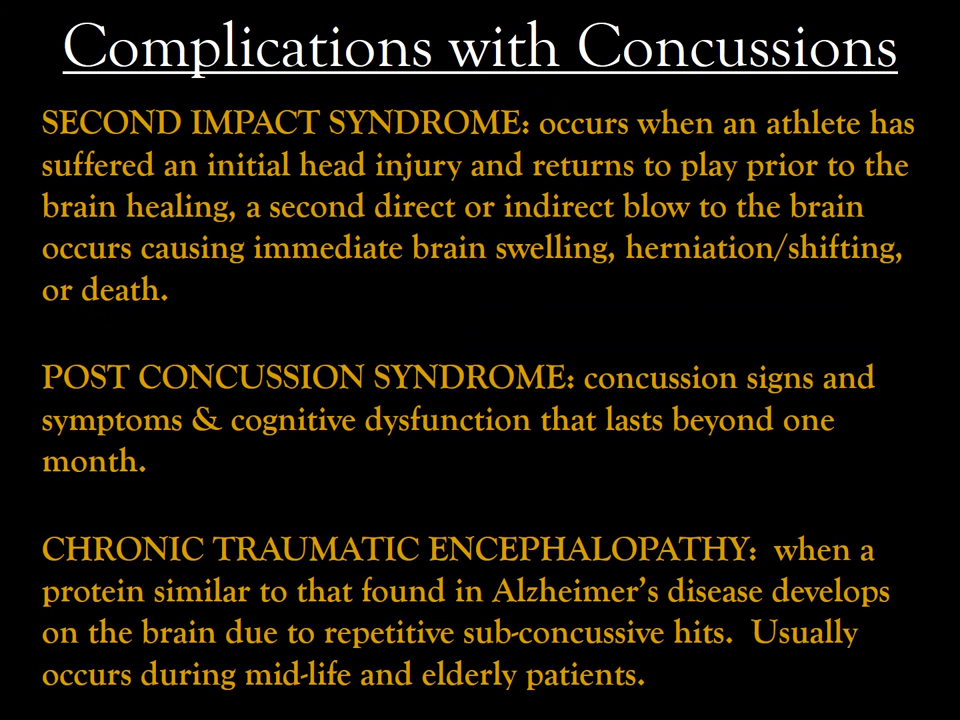 Complications with Concussions
SECOND IMPACT SYNDROME: occurs when an athlete has
suffered an initial head injury and returns to play prior to the
brain healing, a second direct or indirect blow to the brain
occurs causing immediate brain swelling, herniation/shifting,
or death.
POST CONCUSSION SYNDROME: concussion signs and
symptoms & cognitive dysfunction that lasts beyond one
month.
CHRONIC TRAUMATIC ENCEPHALOPATHY:  when a
protein similar to that found in Alzheimer's disease develops
on the brain due to repetitive sub-concussive hits.  Usually
occurs during mid-life and elderly patients.